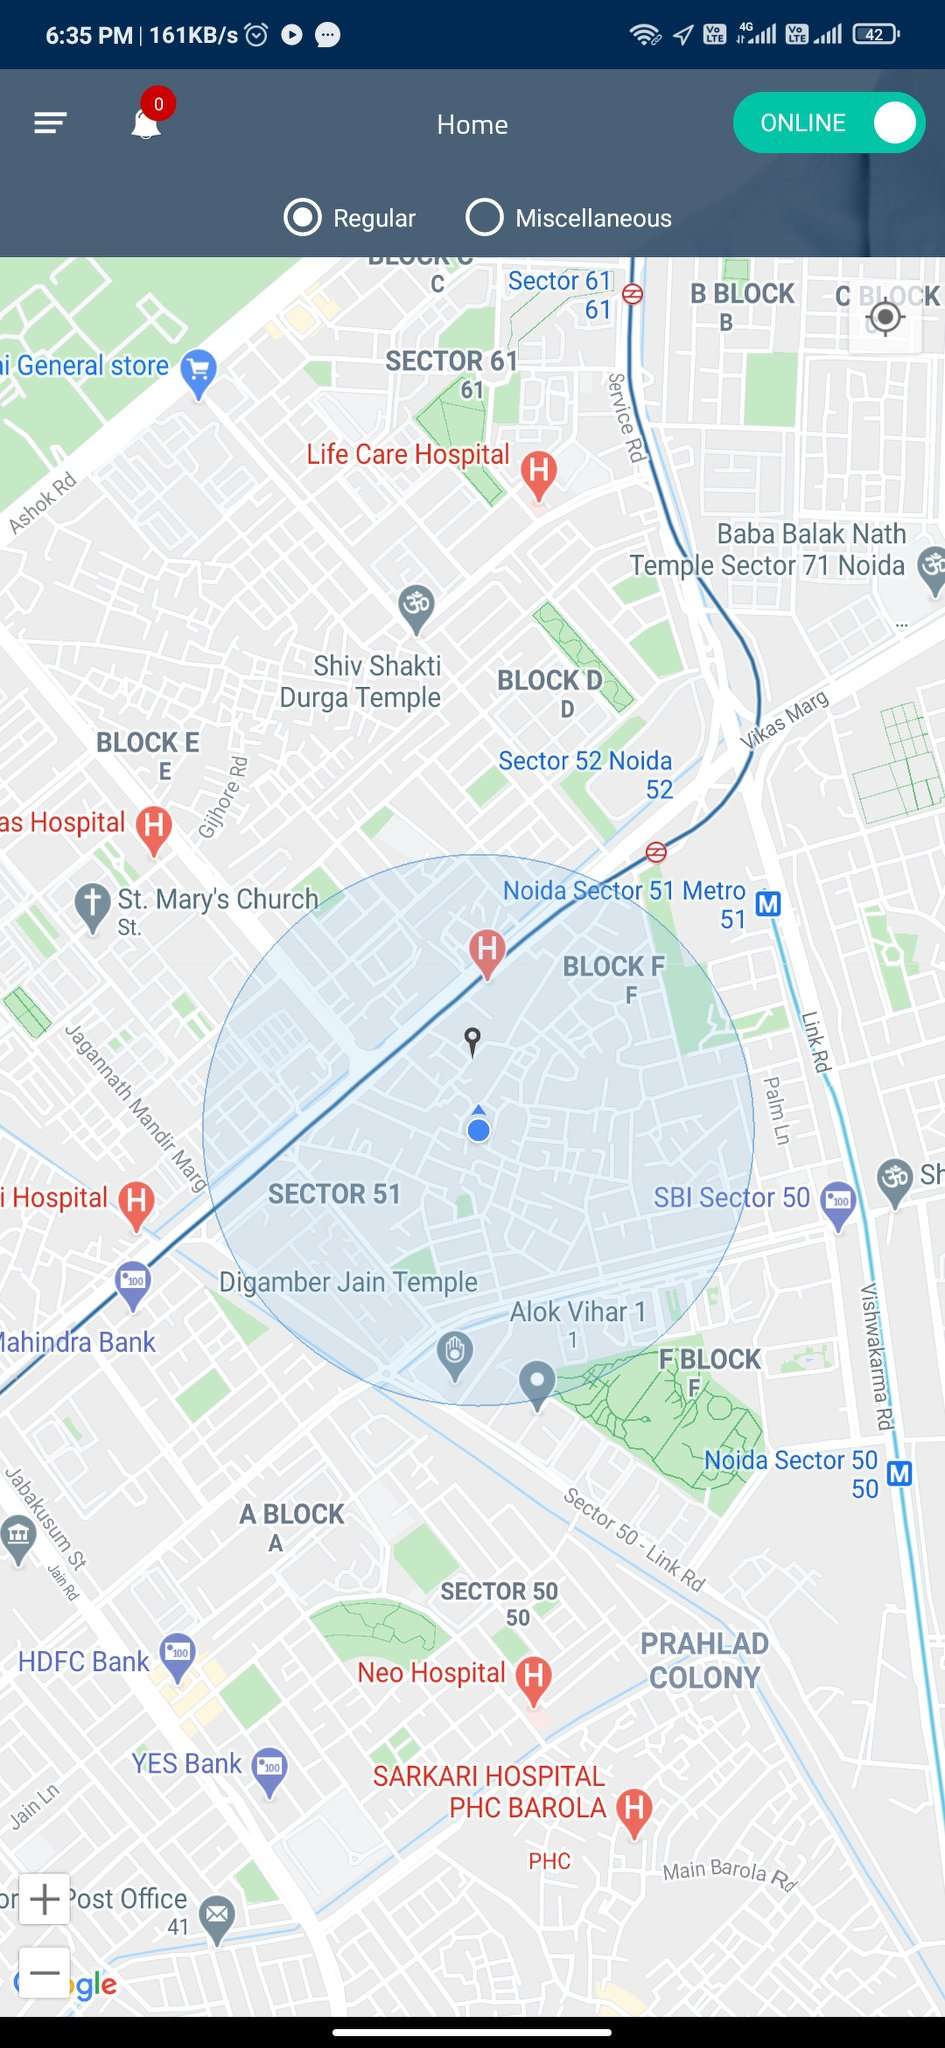 6:35 PM | 161KB/s
Vo LTE
4G
Vo LTE
42
0
Home
ONLINE
Regular
Miscellaneous
C
Sector 61
61
B BLOCK
B
C BLOCK
General store
SECTOR 61
61
Service Rd
Life Care Hospital
Ashok Rd
Baba Balak Nath
Temple Sector 71 Noida
...
Shiv Shakti
Durga Temple
BLOCK D
D
Vikas Marg
BLOCK E
E
Sector 52 Noida
52
Gijhore Rd
as Hospital
St. Mary's Church
St.
Noida Sector 51 Metro
51
BLOCK F
F
Link Rd
Jagannath Mandir Marg
Palm Ln
SECTOR 51
i Hospital
SBI Sector 50
Sh
Digamber Jain Temple
Alok Vihar 1
1
Mahindra Bank
F BLOCK
F
Vishwakarma Rd
Noida Sector 50
50
Jabakusum St
Jain Rd
A BLOCK
A
Sector 50 - Link Rd
SECTOR 50
50
PRAHLAD
COLONY
HDFC Bank
Neo Hospital
YES Bank
SARKARI HOSPITAL
PHC BAROLA
PHC
Jain Ln
Main Barola Rd
Post Office
41